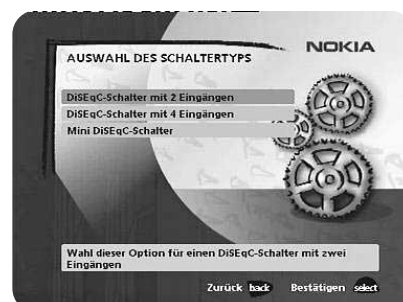 NOKIA
AUSWAHL DES SCHALTERTYPS
DiSEqC-Schalter mit 2 Eingängen
DiSEqC-Schalter mit 4 Eingängen
Mini DiSEqC-Schalter
Wahl dieser Option für einen DiSEqC-Schalter mit zwei
Eingängen
Zurück back Bestätigen select